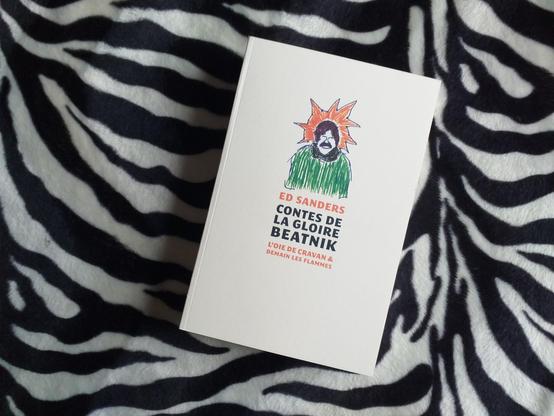 ED SANDERS
CONTES DE
LA GLOIRE
BEATNIK
L'OIE DE CRAVAN &
DEMAIN LES FLAMMES